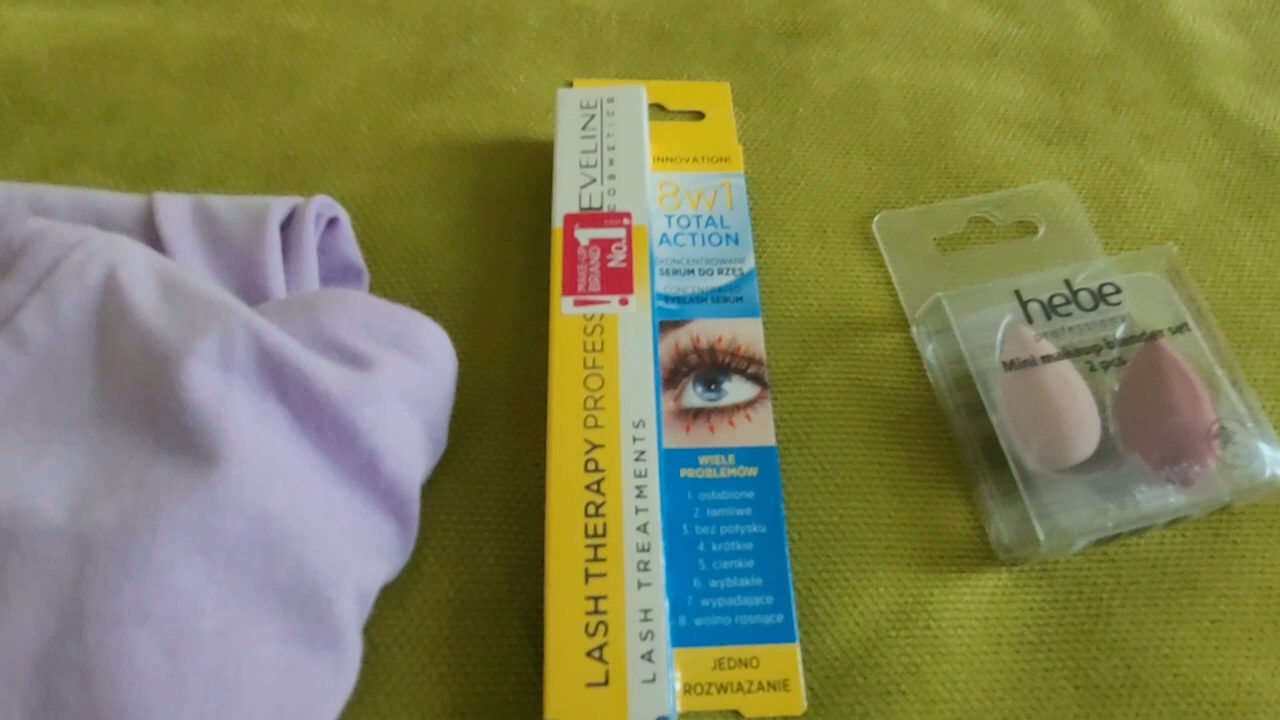 EVELINE
COSMETICS
MAKE-UP
BRAND
No.1
LASH THERAPY PROFESS
LASH TREATMENTS
INNOVATION!
8w1
TOTAL
ACTION
SKONCENTROWANE
SERUM DO RZĘS
CONCENTRATED
EYELASH SERUM
WIELE
PROBLEMÓW
1. osłabione
2. łamliwe
3. bez połysku
4. krótkie
5. cienkie
6. wyblakłe
7. wypadające
8. wolno rosnące
JEDNO
ROZWIĄZANIE
hebe
professional
Mini makeup blender set
2 pcs